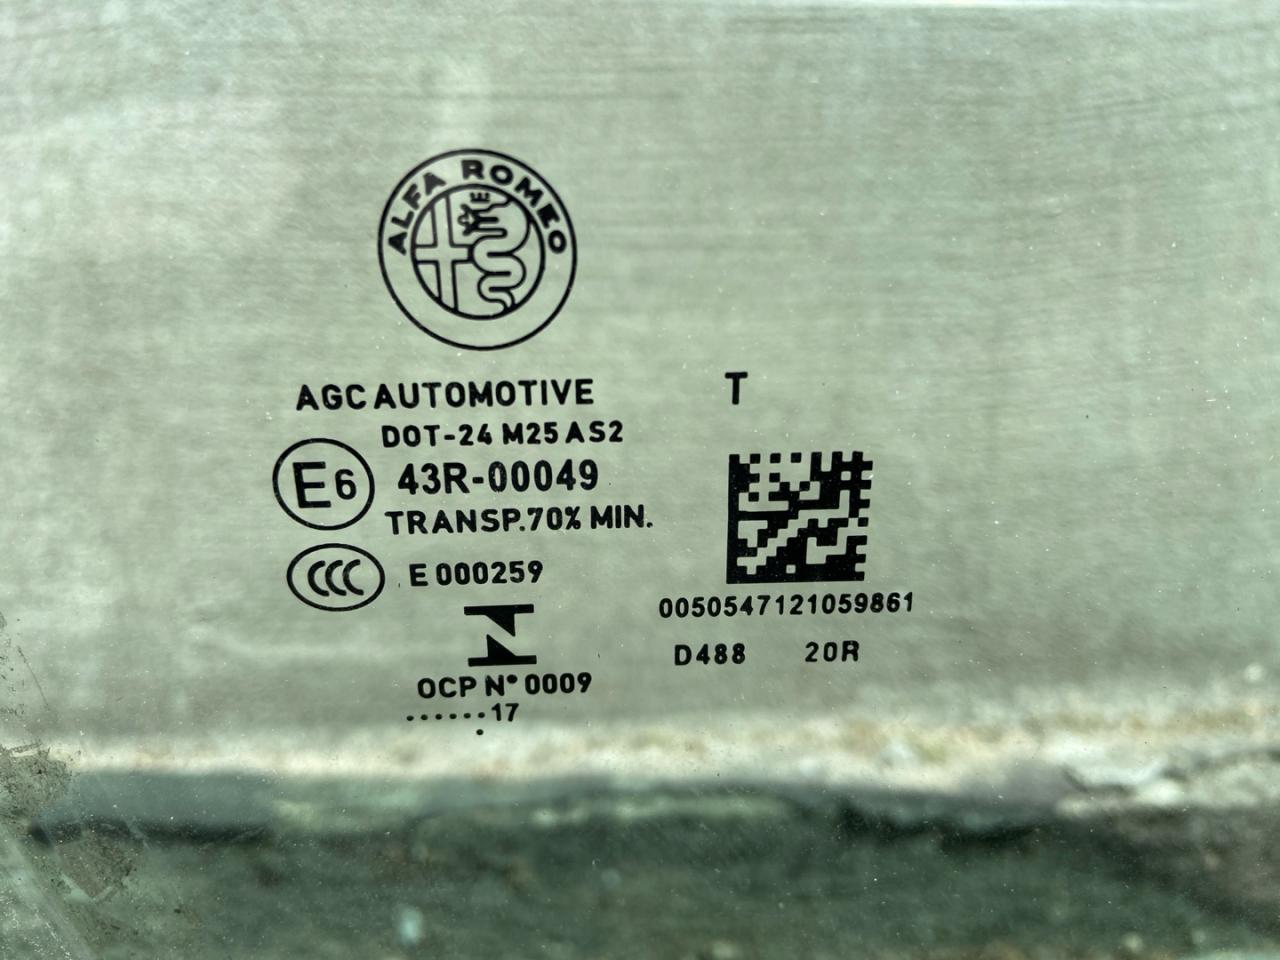 ALFA ROMEO
AGC AUTOMOTIVE
T
DOT-24 M25 AS2
E6
43R-00049
TRANSP.70% MIN.
CCC
E 000259
0050547121059861
D488 20R
OCP N° 0009
......17
.